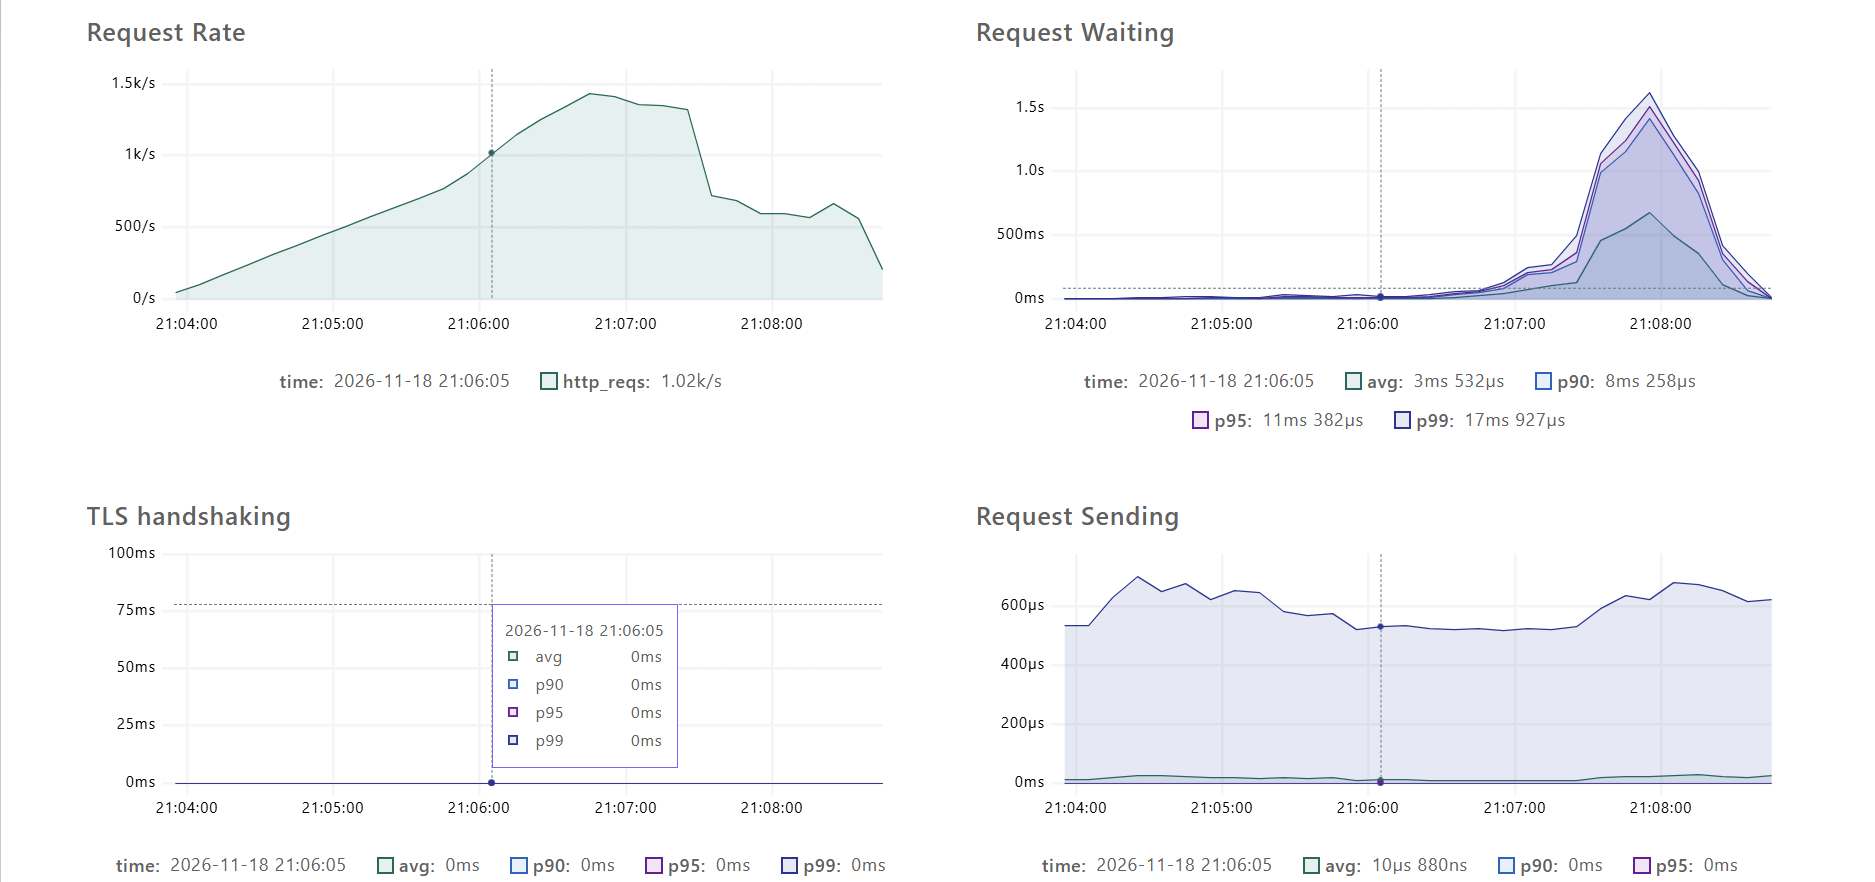 Request Rate
1.5k/s
1k/s
500/s
0/s
21:04:00 21:05:00 21:06:00 21:07:00 21:08:00
time: 2026-11-18 21:06:05 http_reqs: 1.02k/s
Request Waiting
1.5s
1.0s
500ms
0ms
21:04:00 21:05:00 21:06:00 21:07:00 21:08:00
time: 2026-11-18 21:06:05 avg: 3ms 532µs p90: 8ms 258µs
p95: 11ms 382µs p99: 17ms 927µs
TLS handshaking
100ms
75ms
50ms
25ms
0ms
2026-11-18 21:06:05
avg 0ms
p90 0ms
p95 0ms
p99 0ms
21:04:00 21:05:00 21:06:00 21:07:00 21:08:00
time: 2026-11-18 21:06:05 avg: 0ms p90: 0ms p95: 0ms p99: 0ms
Request Sending
600µs
400µs
200µs
0ms
21:04:00 21:05:00 21:06:00 21:07:00 21:08:00
time: 2026-11-18 21:06:05 avg: 10µs 880ns p90: 0ms p95: 0ms